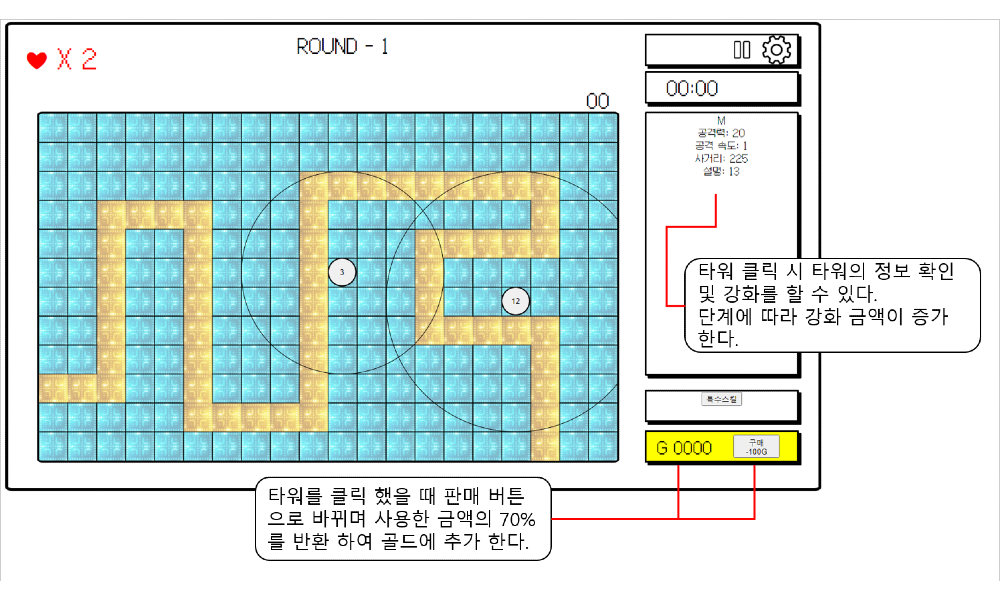 X 2
ROUND - 1
00
3
12
00:00
M
공격력: 20
공격 속도: 1
사거리: 225
설명: 13
타워 클릭 시 타워의 정보 확인
및 강화를 할 수 있다.
단계에 따라 강화 금액이 증가
한다.
특수스킬
G 0000
구매
-100G
타워를 클릭 했을 때 판매 버튼
으로 바뀌며 사용한 금액의 70%
를 반환 하여 골드에 추가 한다.